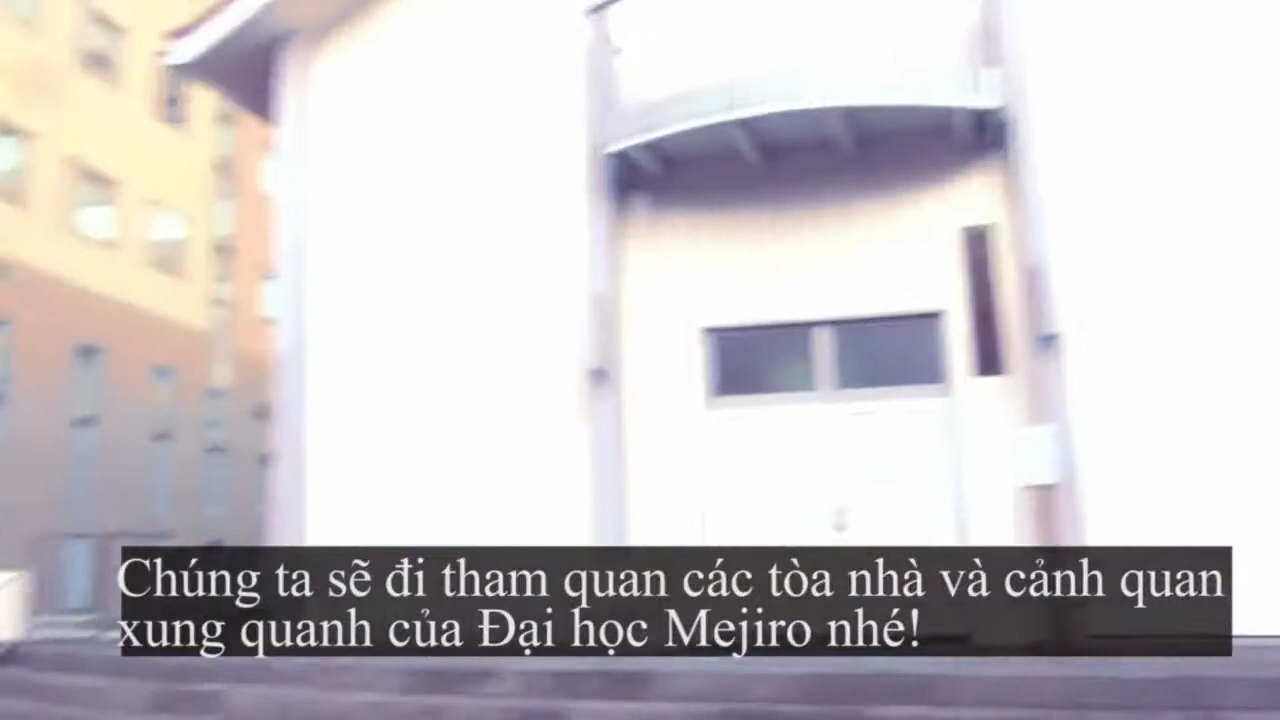 Chúng ta sẽ đi tham quan các tòa nhà và cảnh quan
xung quanh của Đại học Mejiro nhé!